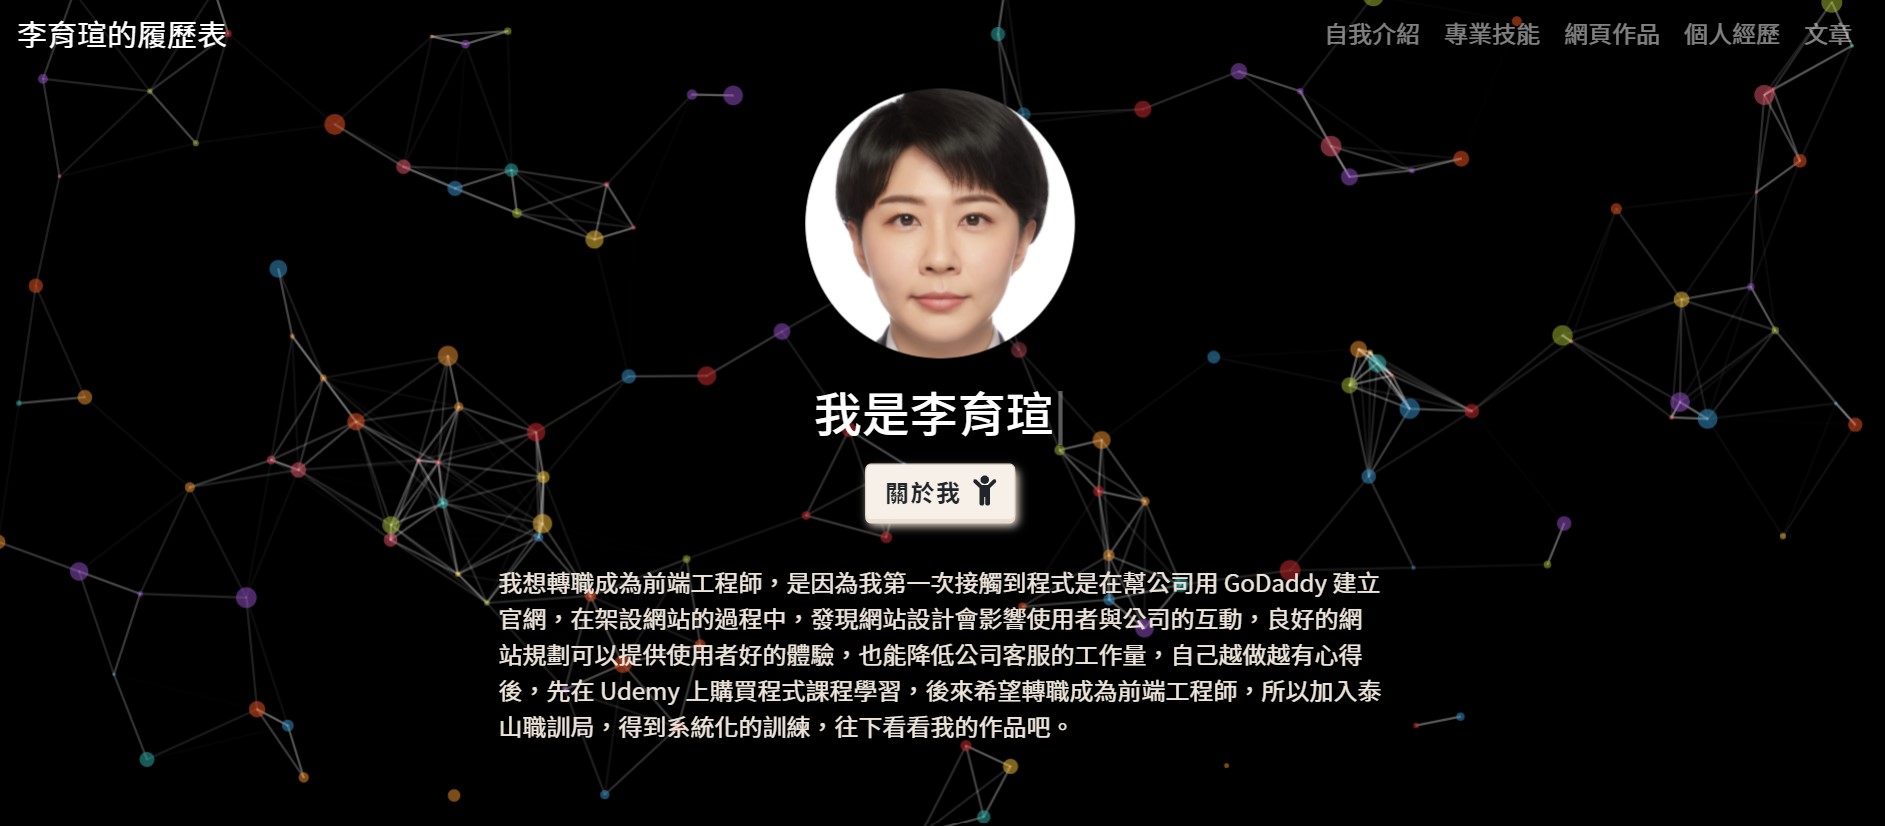 李育瑄的履歷表
自我介紹 專業技能 網頁作品 個人經歷 文章
我是李育瑄
關於我
我想轉職成為前端工程師，是因為我第一次接觸到程式是在幫公司用 GoDaddy 建立
官網，在架設網站的過程中，發現網站設計會影響使用者與公司的互動，良好的網
站規劃可以提供使用者好的體驗，也能降低公司客服的工作量，自己越做越有心得
後，先在 Udemy 上購買程式課程學習，後來希望轉職成為前端工程師，所以加入泰
山職訓局，得到系統化的訓練，往下看看我的作品吧。